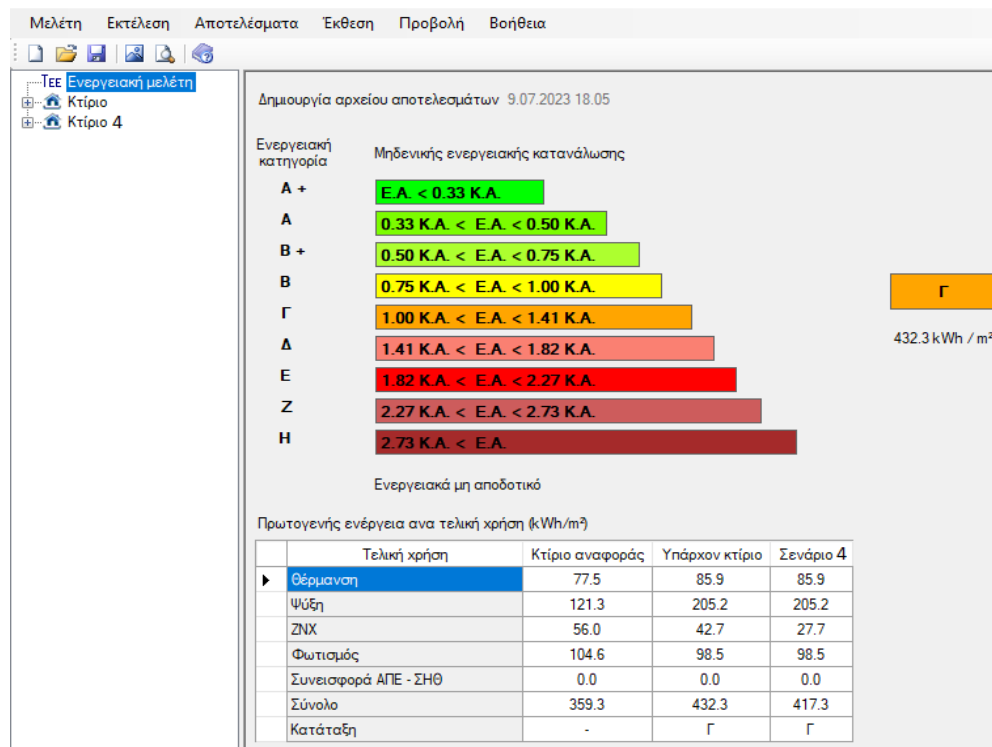 Μελέτη Εκτέλεση Αποτελέσματα Έκθεση Προβολή Βοήθεια
ΤΕΕ Ενεργειακή μελέτη
Κτίριο
Κτίριο 4
Δημιουργία αρχείου αποτελεσμάτων 9.07.2023 18.05
Ενεργειακή
κατηγορία
Μηδενικής ενεργειακής κατανάλωσης
Α + Ε.Α. < 0.33 Κ.Α.
Α 0.33 Κ.Α. < Ε.Α. < 0.50 Κ.Α.
Β + 0.50 Κ.Α. < Ε.Α. < 0.75 Κ.Α.
Β 0.75 Κ.Α. < Ε.Α. < 1.00 Κ.Α.
Γ 1.00 Κ.Α. < Ε.Α. < 1.41 Κ.Α.
Δ 1.41 Κ.Α. < Ε.Α. < 1.82 Κ.Α.
Ε 1.82 Κ.Α. < Ε.Α. < 2.27 Κ.Α.
Ζ 2.27 Κ.Α. < Ε.Α. < 2.73 Κ.Α.
Η 2.73 Κ.Α. < Ε.Α.
Γ
432.3 kWh / m²
Ενεργειακά μη αποδοτικό
Πρωτογενής ενέργεια ανα τελική χρήση (kWh/m²)
Τελική χρήση Κτίριο αναφοράς Υπάρχον κτίριο Σενάριο 4
Θέρμανση 77.5 85.9 85.9
Ψύξη 121.3 205.2 205.2
ΖΝΧ 56.0 42.7 27.7
Φωτισμός 104.6 98.5 98.5
Συνεισφορά ΑΠΕ - ΣΗΘ 0.0 0.0 0.0
Σύνολο 359.3 432.3 417.3
Κατάταξη - Γ Γ